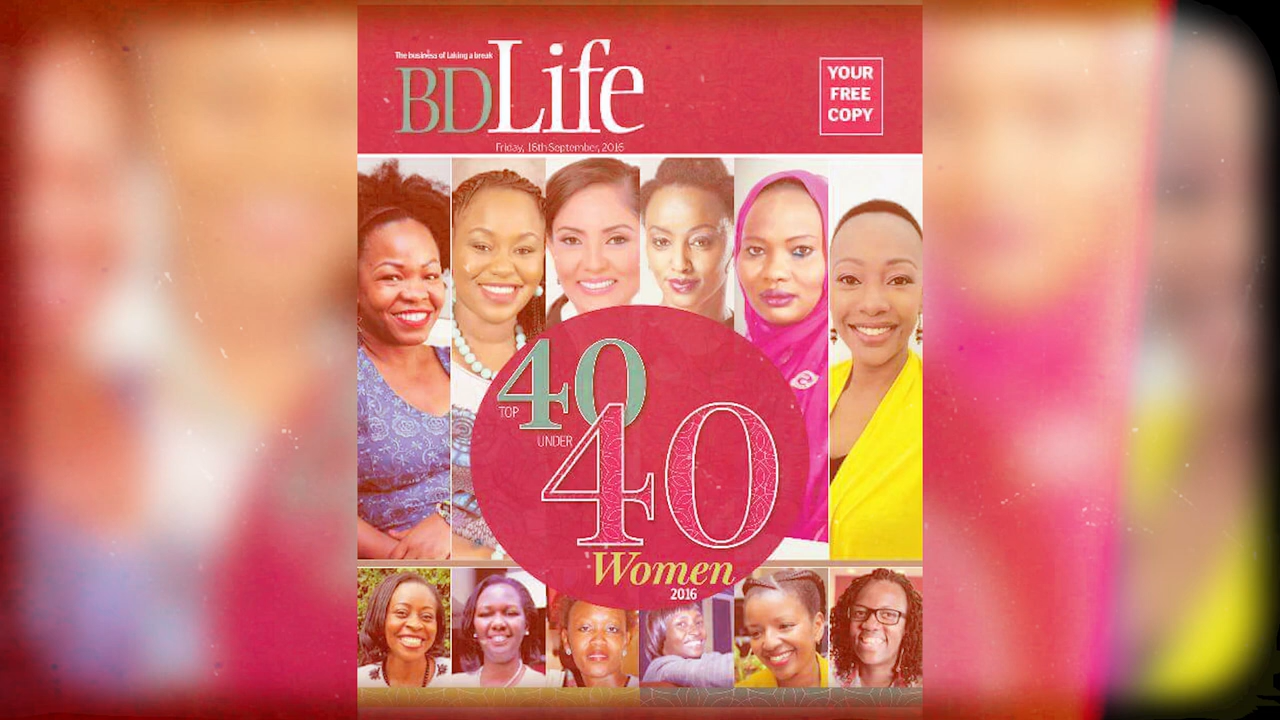 The business of taking a break
BDLife
YOUR
FREE
COPY
Friday, 16th September, 2016
TOP 40
UNDER 40
Women
2016